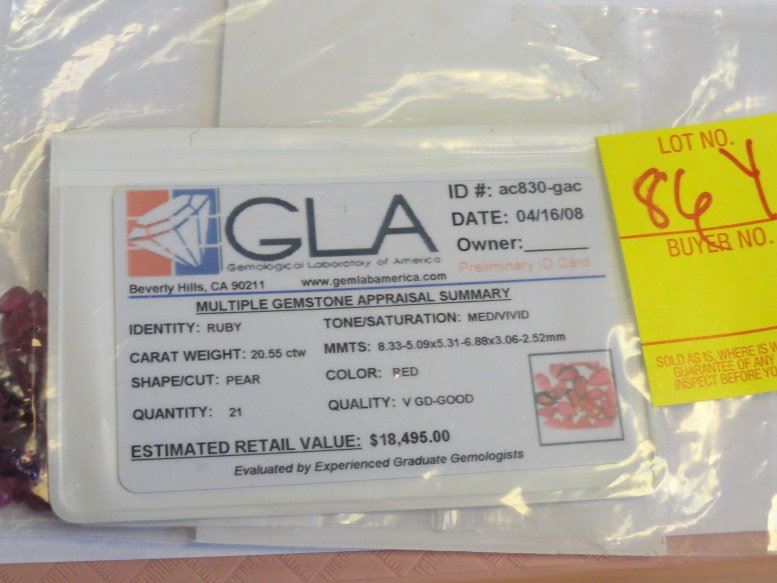 GLA
Gemological Laboratory of America
Beverly Hills, CA 90211
www.gemlabamerica.com
ID #: ac830-gac
DATE: 04/16/08
Owner:______
Preliminary ID Card
MULTIPLE GEMSTONE APPRAISAL SUMMARY
IDENTITY: RUBY
TONE/SATURATION: MED/VIVID
CARAT WEIGHT: 20.55 ctw
MMTS: 8.33-5.09x5.31-6.88x3.06-2.52mm
SHAPE/CUT: PEAR
COLOR: RED
QUANTITY: 21
QUALITY: V GD-GOOD
ESTIMATED RETAIL VALUE: $18,495.00
Evaluated by Experienced Graduate Gemologists
LOT NO.
86 Y
BUYER NO.
SOLD AS IS, WHERE IS
GUARANTEE OF ANY
INSPECT BEFORE